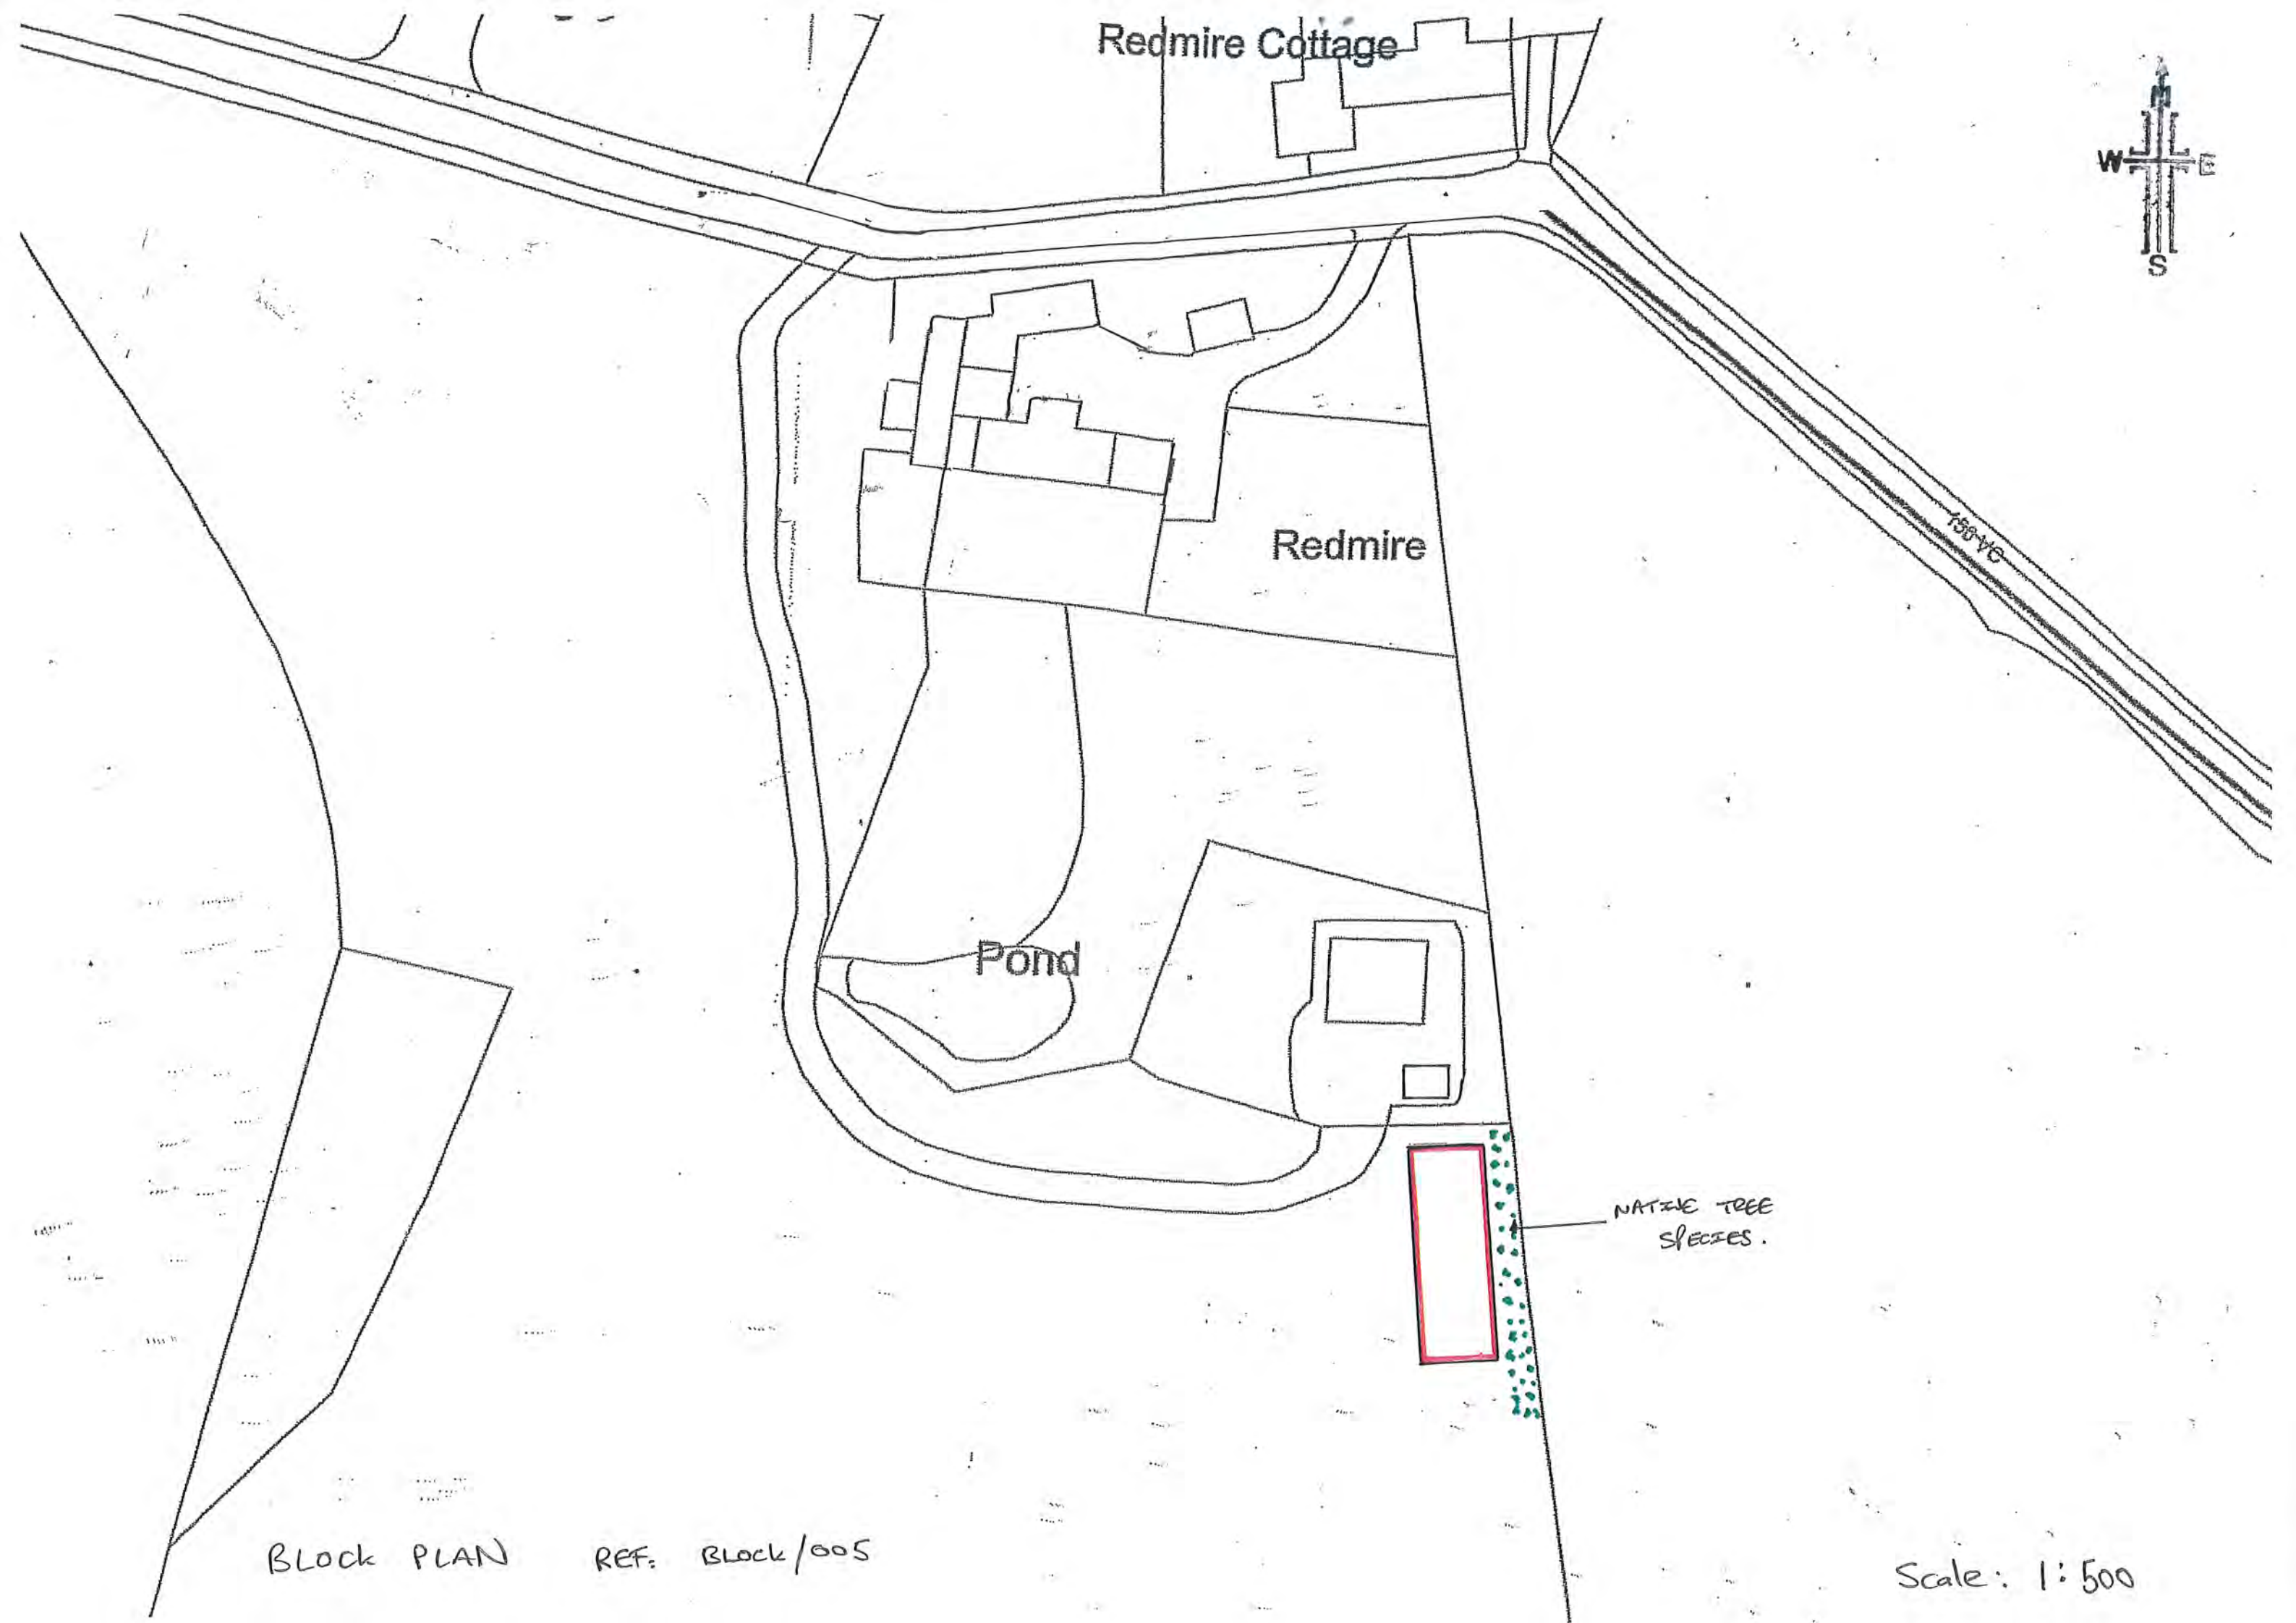 Redmire Cottage
N
W E
S
Redmire
Pond
NATIVE TREE
SPECIES.
BLOCK PLAN REF: BLOCK/005
Scale: 1:500